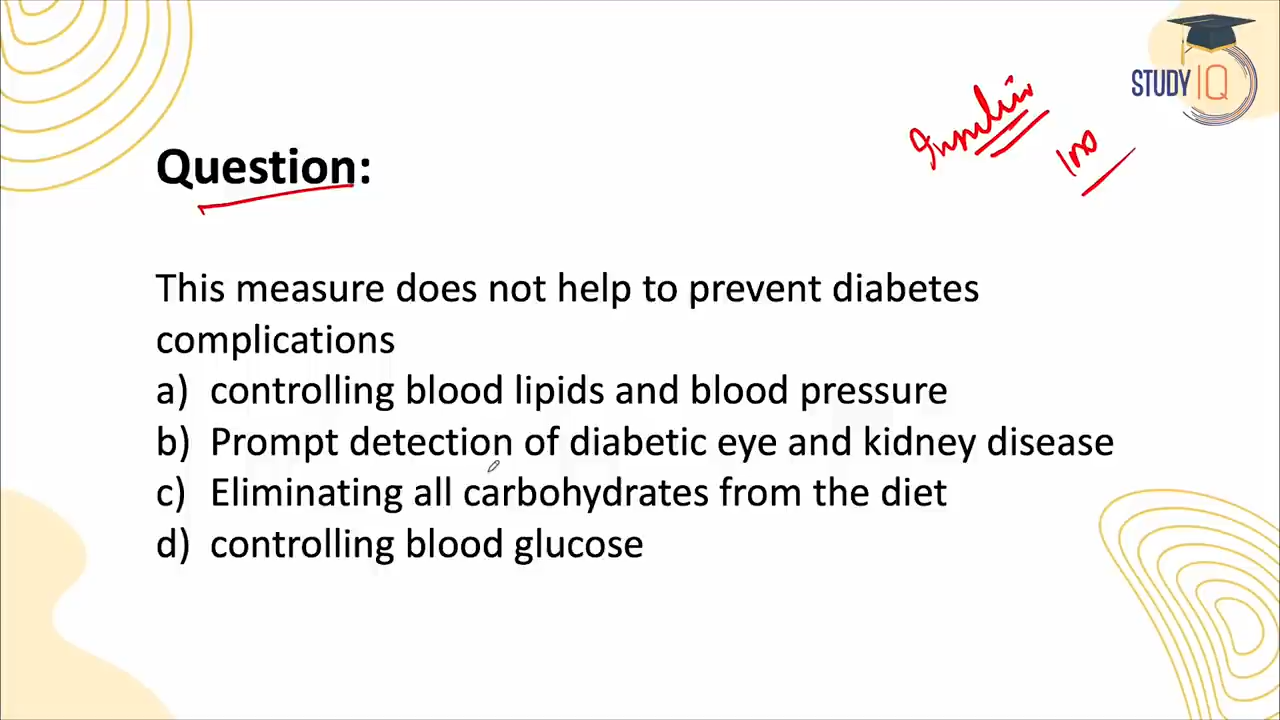 STUDY IQ
Insulin
Question:
This measure does not help to prevent diabetes
complications
a) controlling blood lipids and blood pressure
b) Prompt detection of diabetic eye and kidney disease
c) Eliminating all carbohydrates from the diet
d) controlling blood glucose